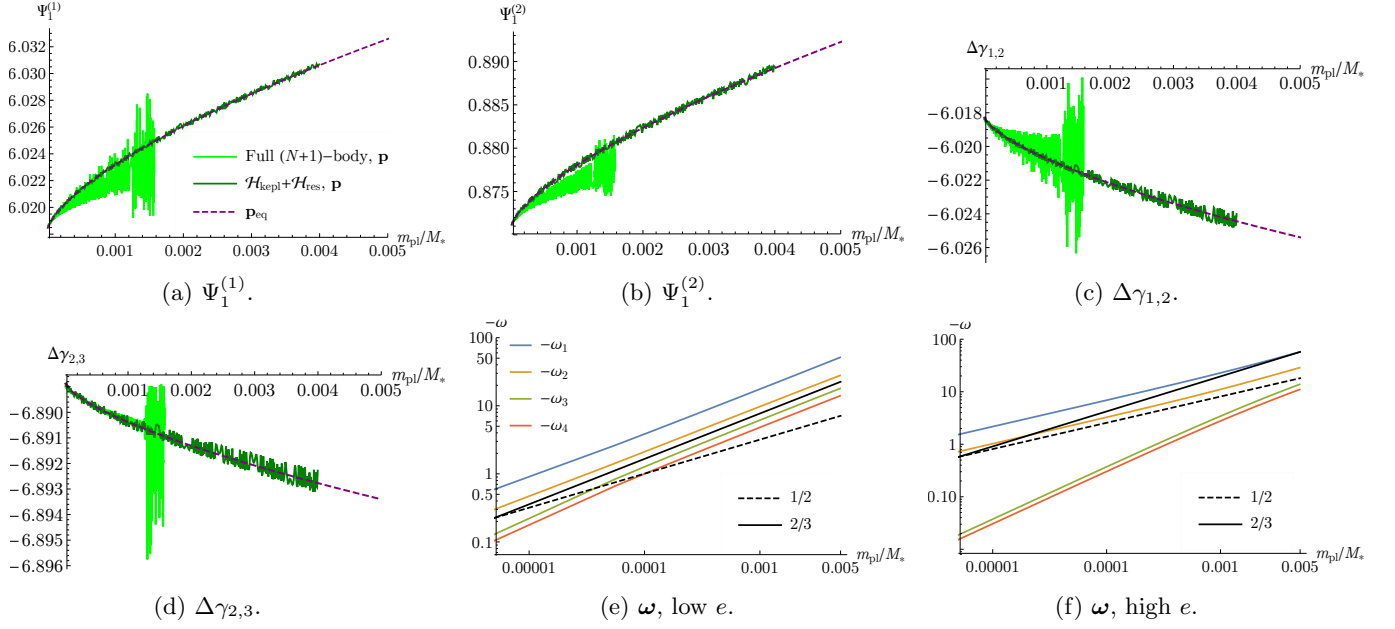 Ψ₁⁽¹⁾
6.032
6.030
6.028
6.026
6.024
6.022
6.020
0.001 0.002 0.003 0.004 0.005
m_pl/M_*
Full (N+1)−body, p
ℋ_kepl+ℋ_res, p
p_eq
(a) Ψ₁⁽¹⁾.
Ψ₁⁽²⁾
0.890
0.885
0.880
0.875
0.001 0.002 0.003 0.004 0.005
m_pl/M_*
(b) Ψ₁⁽²⁾.
Δγ_1,2
m_pl/M_*
0.001 0.002 0.003 0.004 0.005
−6.018
−6.020
−6.022
−6.024
−6.026
(c) Δγ_1,2.
Δγ_2,3
m_pl/M_*
0.001 0.002 0.003 0.004 0.005
−6.890
−6.891
−6.892
−6.893
−6.894
−6.895
−6.896
(d) Δγ_2,3.
−ω
100
50
10
5
1
0.5
0.1
−ω₁
−ω₂
−ω₃
−ω₄
1/2
2/3
0.00001 0.0001 0.001 0.005
m_pl/M_*
(e) ω, low e.
−ω
100
10
1
0.10
1/2
2/3
0.00001 0.0001 0.001 0.005
m_pl/M_*
(f) ω, high e.